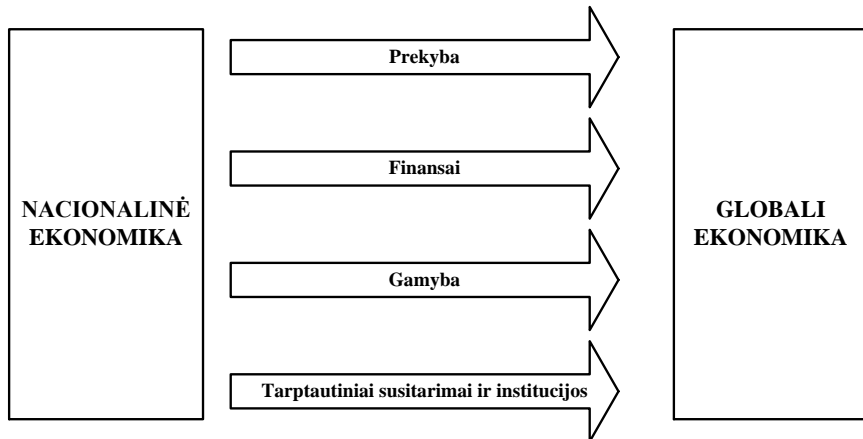 NACIONALINĖ
EKONOMIKA
Prekyba
Finansai
Gamyba
Tarptautiniai susitarimai ir institucijos
GLOBALI
EKONOMIKA